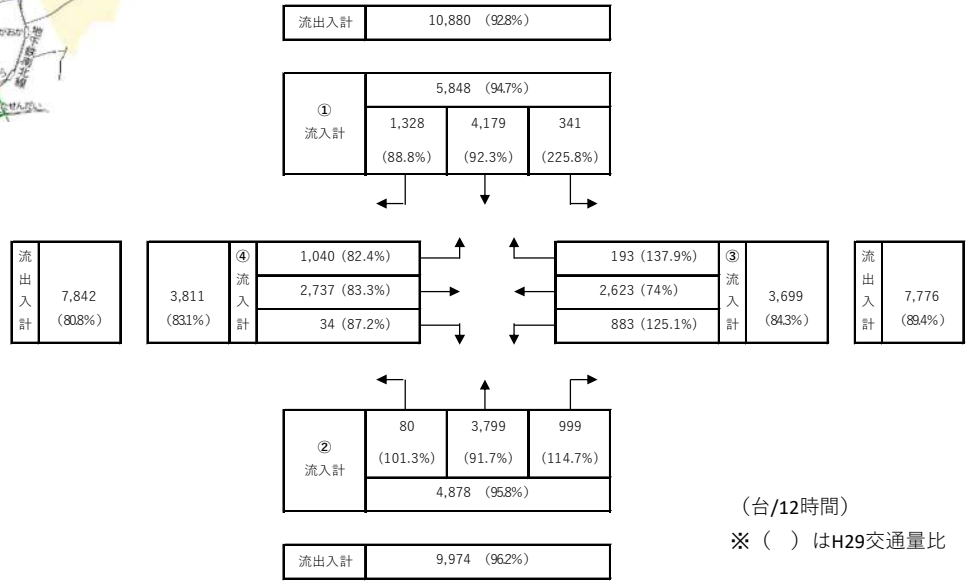 流出入計 10,880 (92.8%)
① 流入計
5,848 (94.7%)
1,328 4,179 341
(88.8%) (92.3%) (225.8%)
流出入計
7,842
(80.8%)
3,811
(83.1%)
④ 流入計
1,040 (82.4%)
2,737 (83.3%)
34 (87.2%)
193 (137.9%)
2,623 (74%)
883 (125.1%)
③ 流入計
3,699
(84.3%)
流出入計
7,776
(89.4%)
② 流入計
80 3,799 999
(101.3%) (91.7%) (114.7%)
4,878 (95.8%)
流出入計 9,974 (96.2%)
(台/12時間)
※( )はH29交通量比